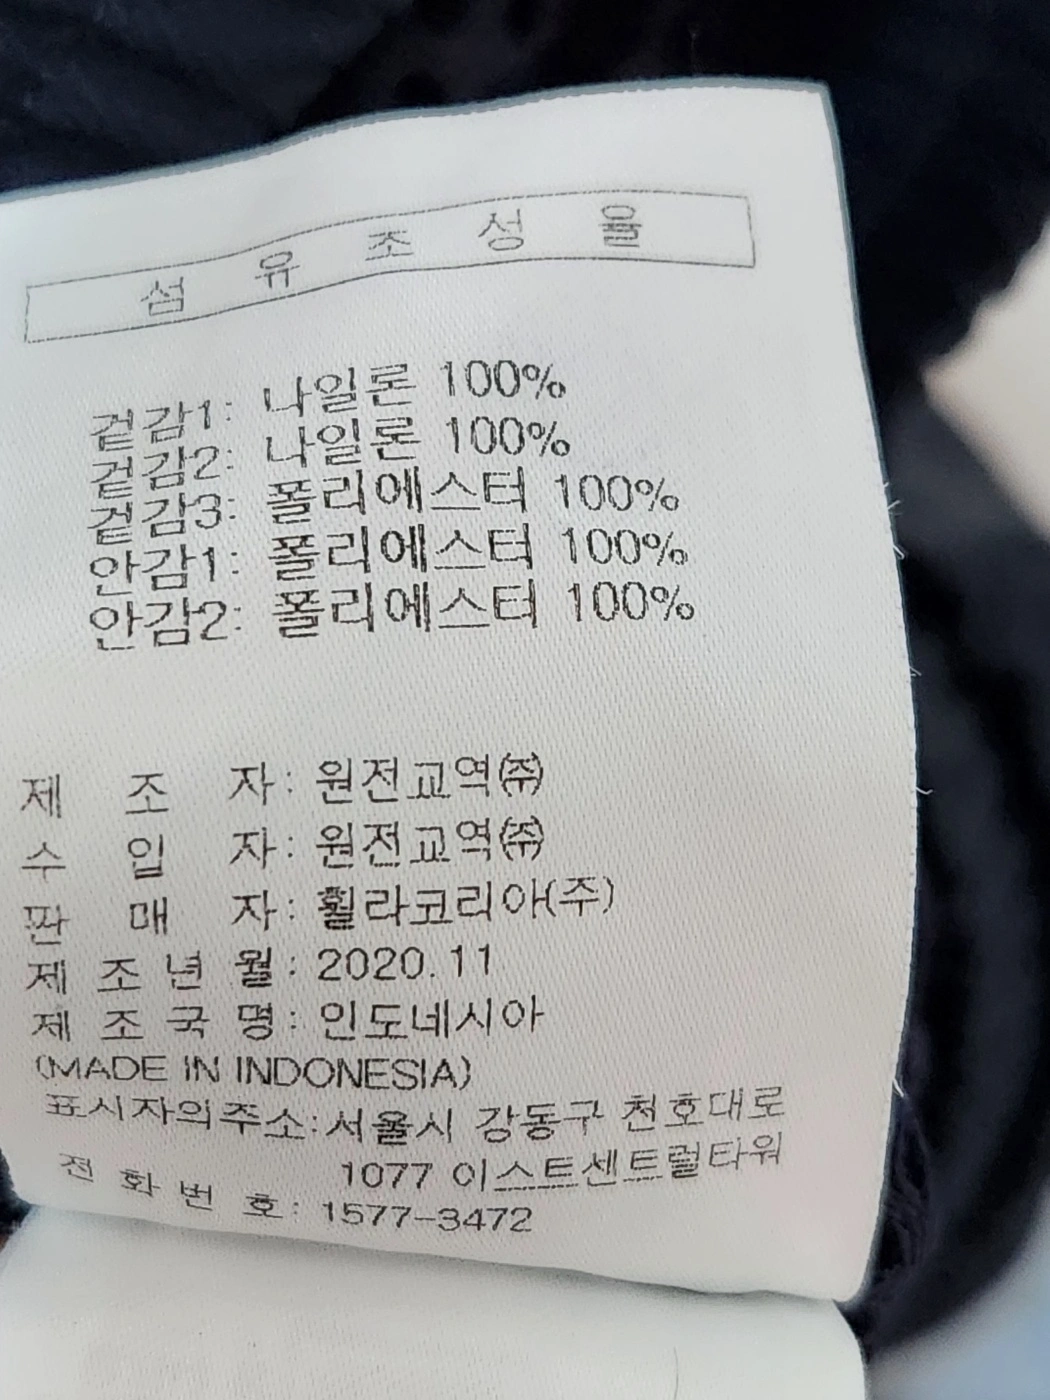 섬 유 조 성 율
겉감1: 나일론 100%
겉감2: 나일론 100%
겉감3: 폴리에스터 100%
안감1: 폴리에스터 100%
안감2: 폴리에스터 100%
제 조 자: 원전교역㈜
수 입 자: 원전교역㈜
판 매 자: 휠라코리아(주)
제 조 년 월: 2020.11
제 조 국 명: 인도네시아
(MADE IN INDONESIA)
표시자의주소:서울시 강동구 천호대로
1077 이스트센트럴타워
전 화 번 호: 1577-3472